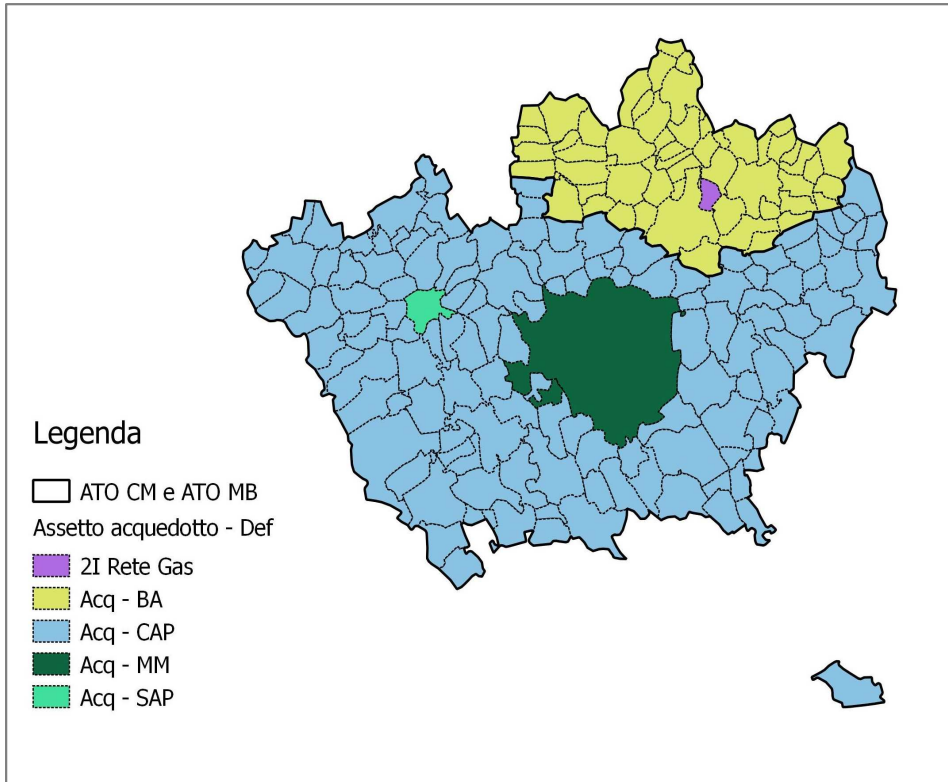 Legenda
ATO CM e ATO MB
Assetto acquedotto - Def
2I Rete Gas
Acq - BA
Acq - CAP
Acq - MM
Acq - SAP